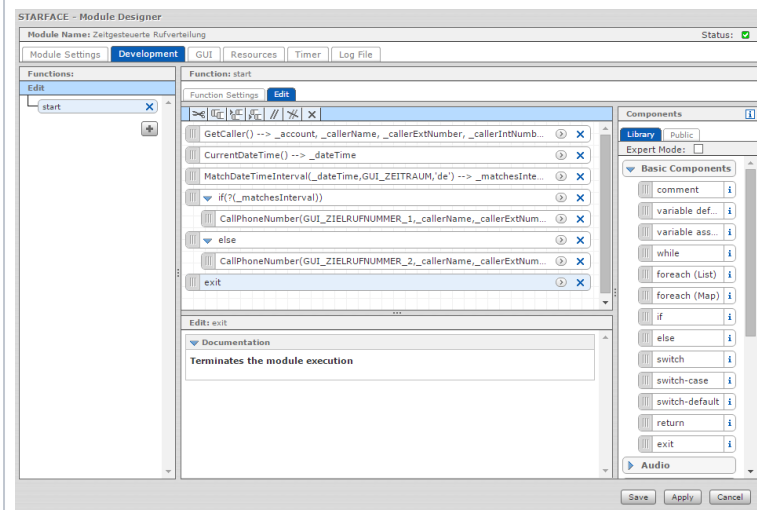 STARFACE - Module Designer
Module Name: Zeitgesteuerte Rufverteilung
Status:
Module Settings
Development
GUI
Resources
Timer
Log File
Functions:
Edit
start
Function: start
Function Settings
Edit
GetCaller() --> _account, _callerName, _callerExtNumber, _callerIntNumb...
CurrentDateTime() --> _dateTime
MatchDateTimeInterval(_dateTime,GUI_ZEITRAUM,'de') --> _matchesInte...
if(?(_matchesInterval))
CallPhoneNumber(GUI_ZIELRUFNUMMER_1,_callerName,_callerExtNum...
else
CallPhoneNumber(GUI_ZIELRUFNUMMER_2,_callerName,_callerExtNum...
exit
Edit: exit
Documentation
Terminates the module execution
Components
Library
Public
Expert Mode:
Basic Components
comment
variable def...
variable ass...
while
foreach (List)
foreach (Map)
if
else
switch
switch-case
switch-default
return
exit
Audio
Save
Apply
Cancel